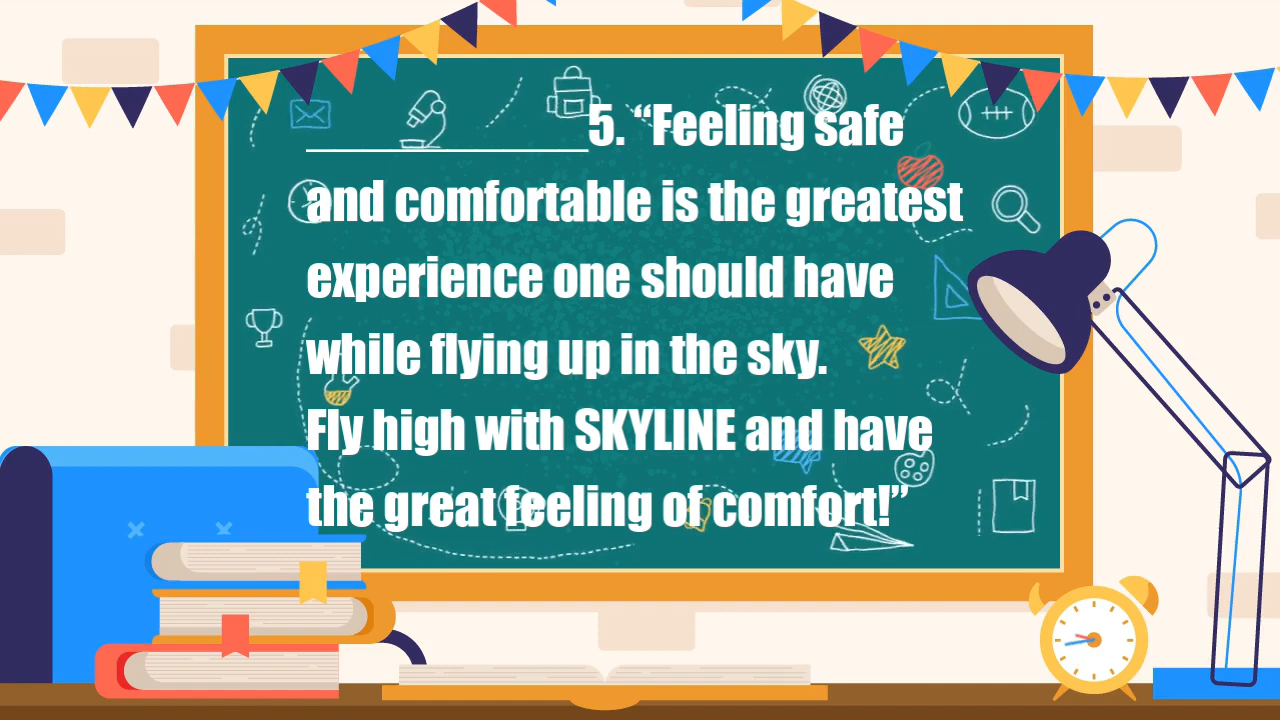 ____________5. “Feeling safe
and comfortable is the greatest
experience one should have
while flying up in the sky.
Fly high with SKYLINE and have
the great feeling of comfort!”